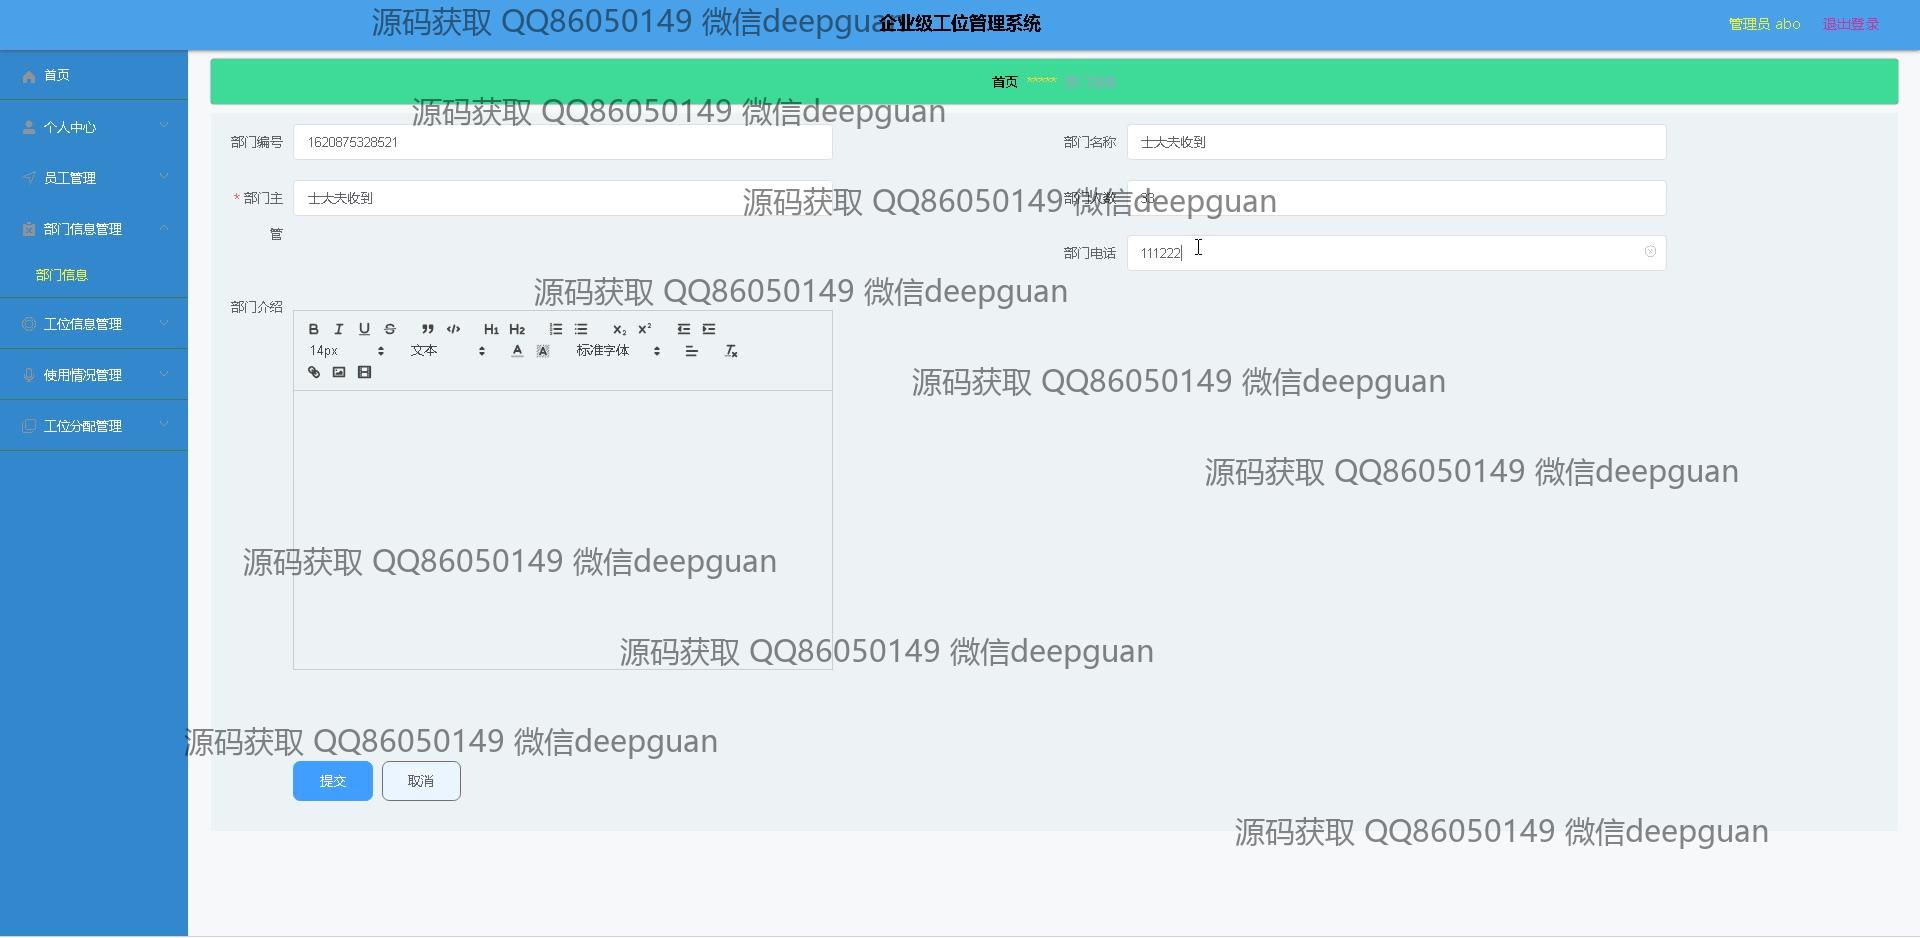 源码获取 QQ86050149 微信deepguan
企业级工位管理系统
管理员 abo
退出登录
首页
个人中心
员工管理
部门信息管理
部门信息
工位信息管理
使用情况管理
工位分配管理
首页 ***** 部门信息
源码获取 QQ86050149 微信deepguan
部门编号 1620875328521
部门名称 士大夫收到
* 部门主管 士大夫收到
部门人数 33
源码获取 QQ86050149 微信deepguan
部门电话 111222
源码获取 QQ86050149 微信deepguan
部门介绍
B I U S H1 H2 X2 X2
14px 文本 A A 标准字体 Tx
源码获取 QQ86050149 微信deepguan
源码获取 QQ86050149 微信deepguan
源码获取 QQ86050149 微信deepguan
源码获取 QQ86050149 微信deepguan
源码获取 QQ86050149 微信deepguan
提交 取消
源码获取 QQ86050149 微信deepguan